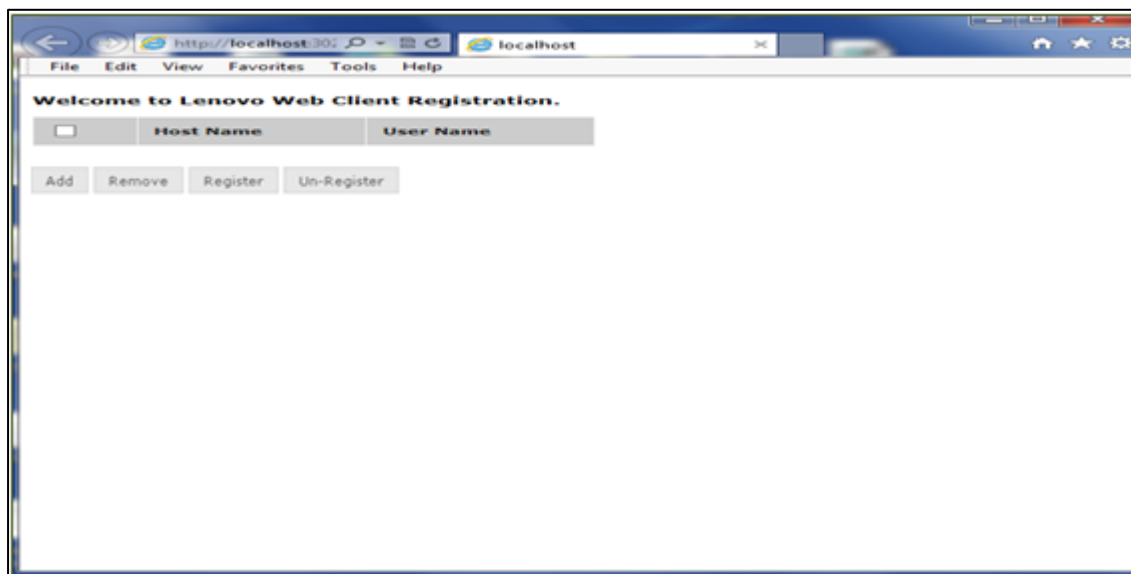 http://localhost:302 localhost
File Edit View Favorites Tools Help
Welcome to Lenovo Web Client Registration.
Host Name User Name
Add Remove Register Un-Register